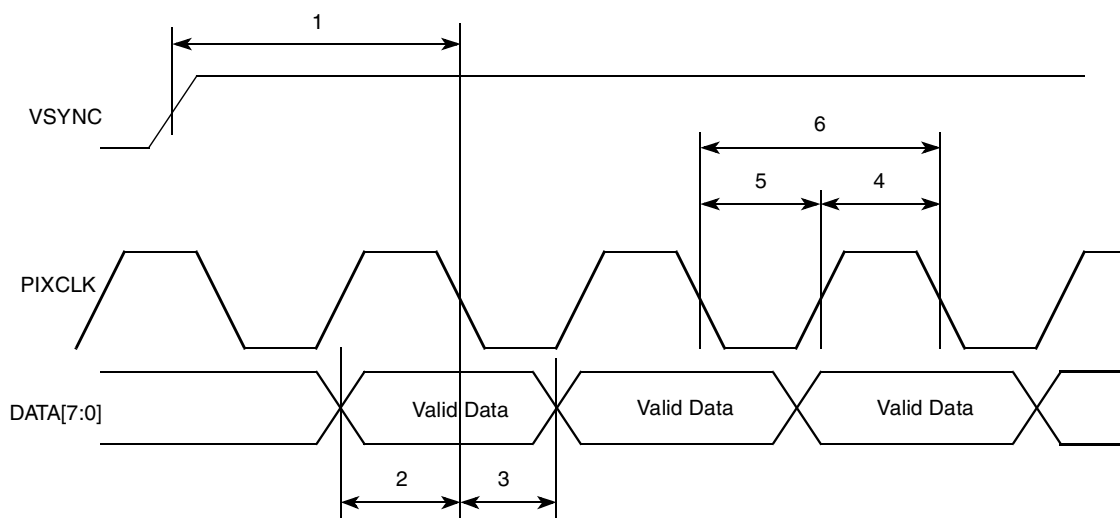 1
VSYNC
6
5
4
PIXCLK
DATA[7:0]
Valid Data
Valid Data
Valid Data
2
3